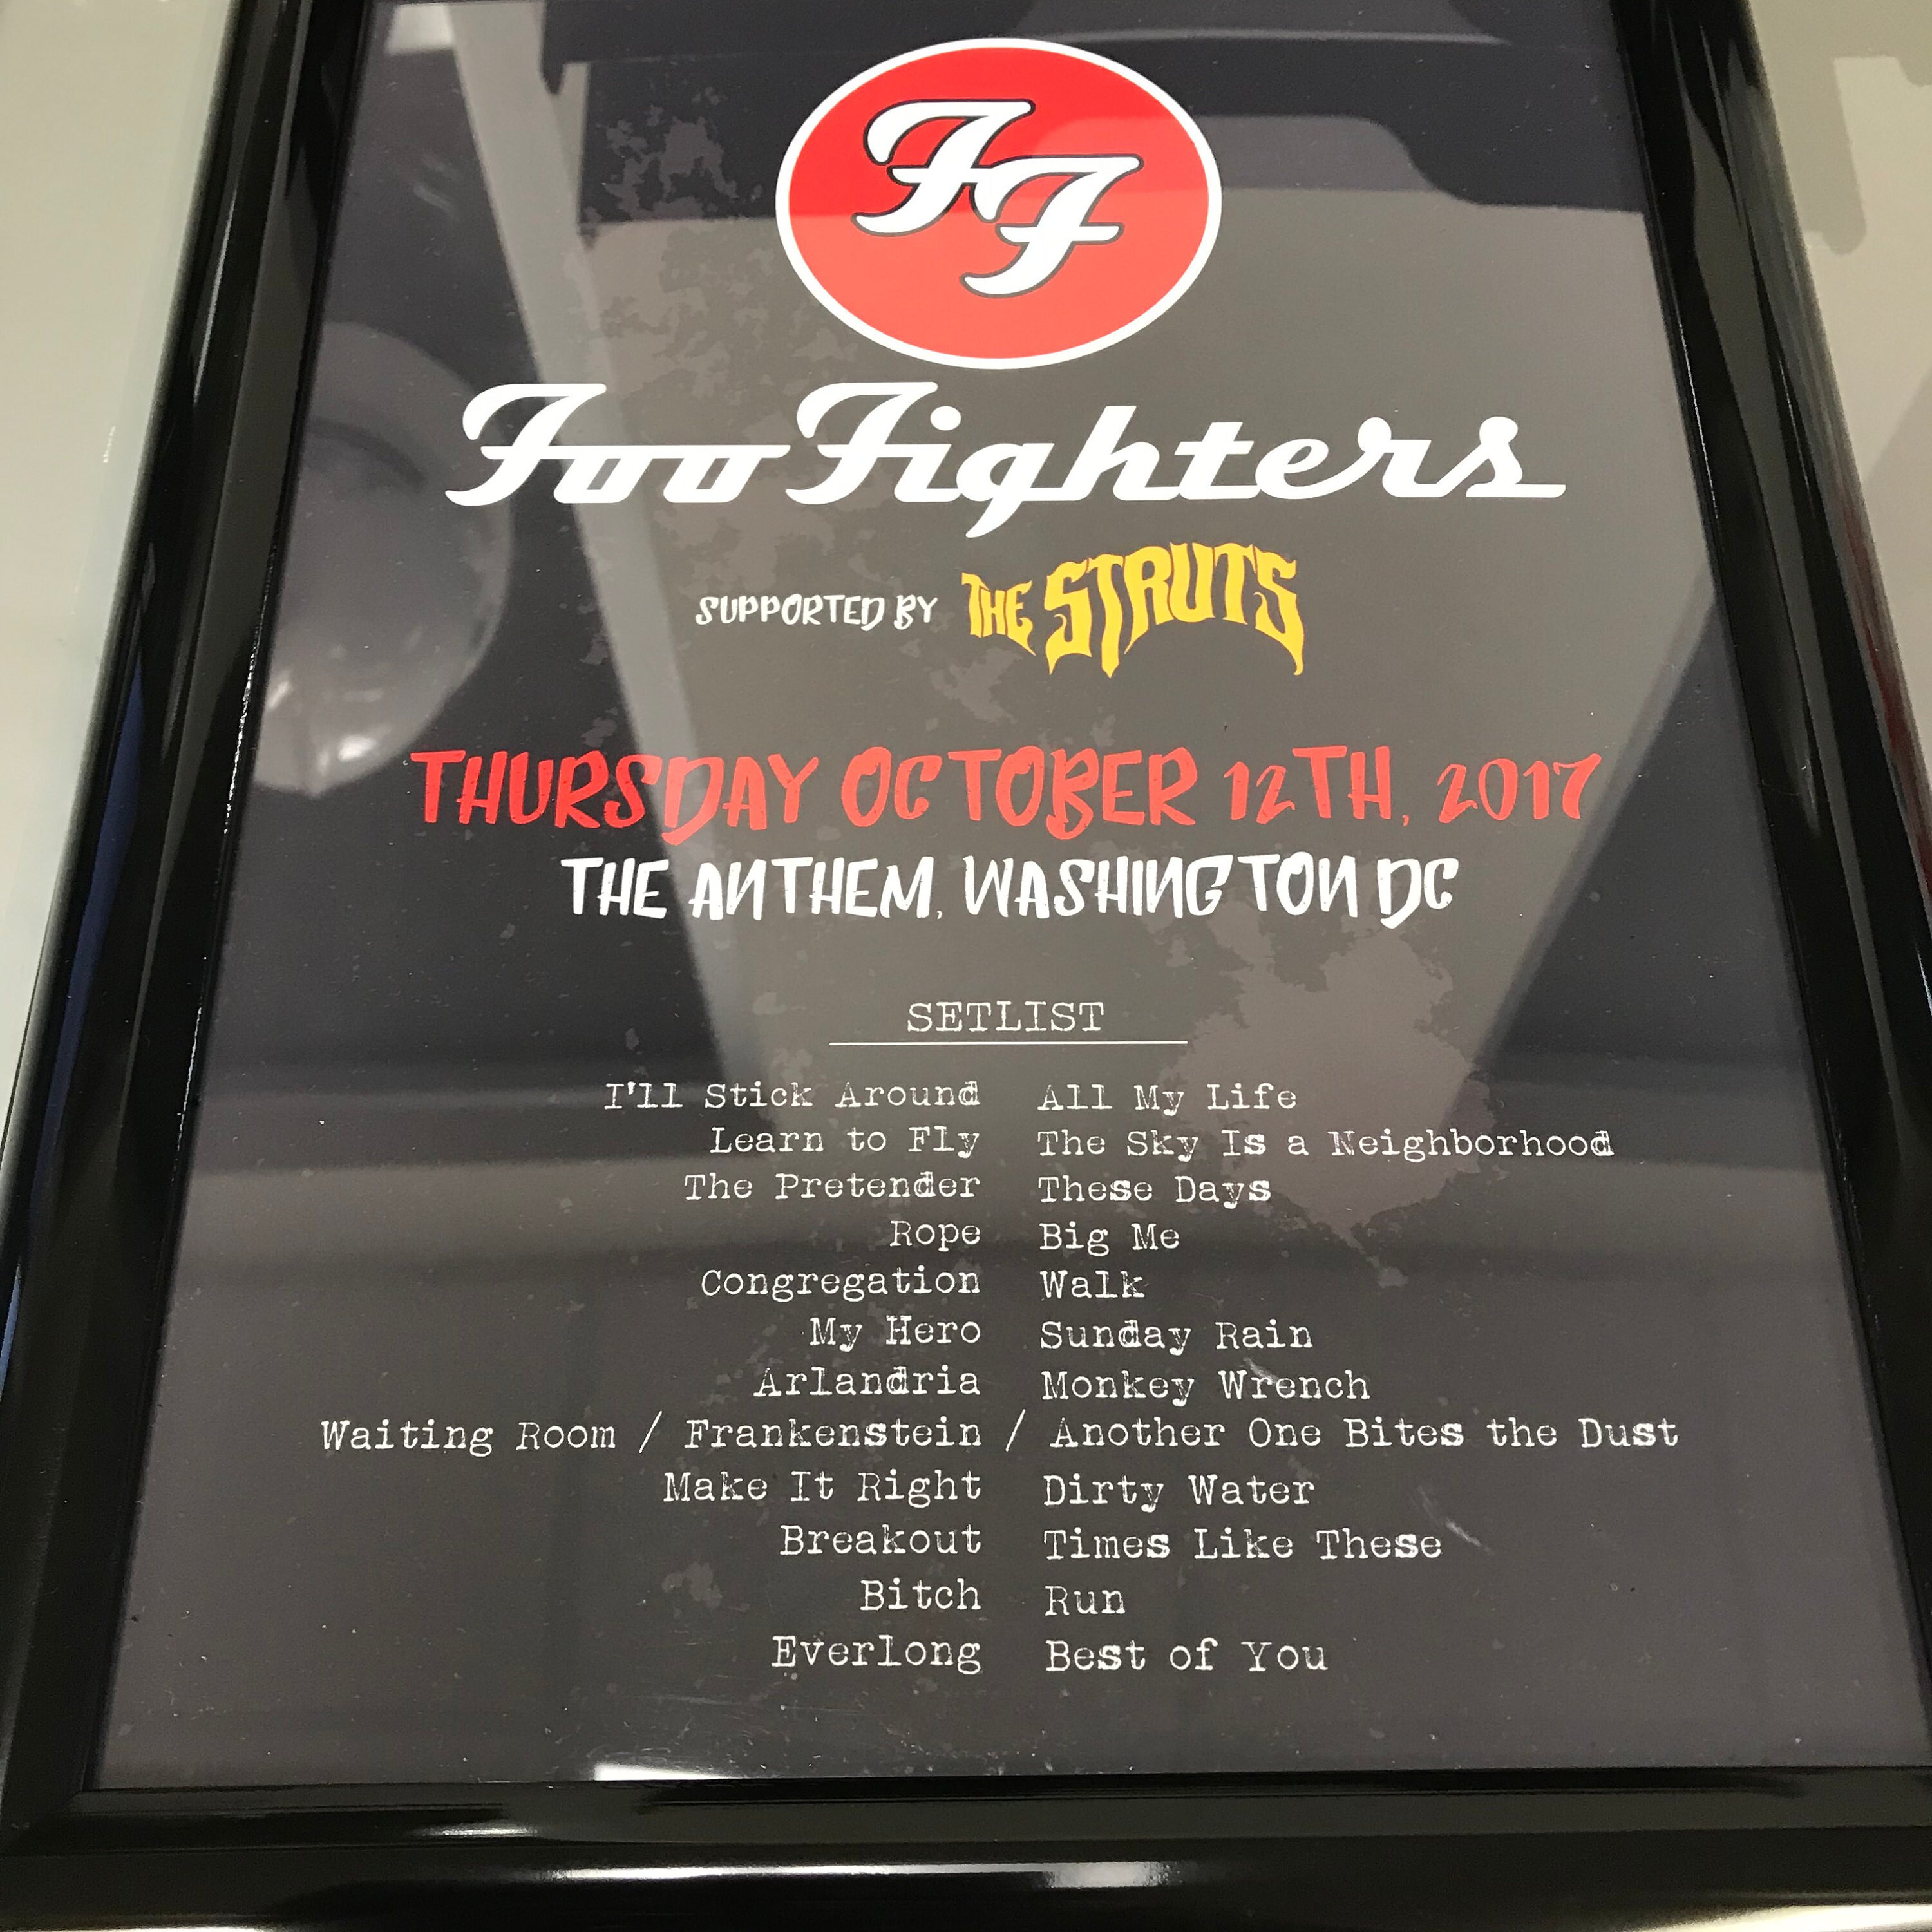 FF
Foo Fighters
SUPPORTED BY THE STRUTS
THURSDAY OCTOBER 12TH, 2017
THE ANTHEM, WASHINGTON DC
SETLIST
I'll Stick Around All My Life
Learn to Fly The Sky Is a Neighborhood
The Pretender These Days
Rope Big Me
Congregation Walk
My Hero Sunday Rain
Arlandria Monkey Wrench
Waiting Room / Frankenstein / Another One Bites the Dust
Make It Right Dirty Water
Breakout Times Like These
Bitch Run
Everlong Best of You